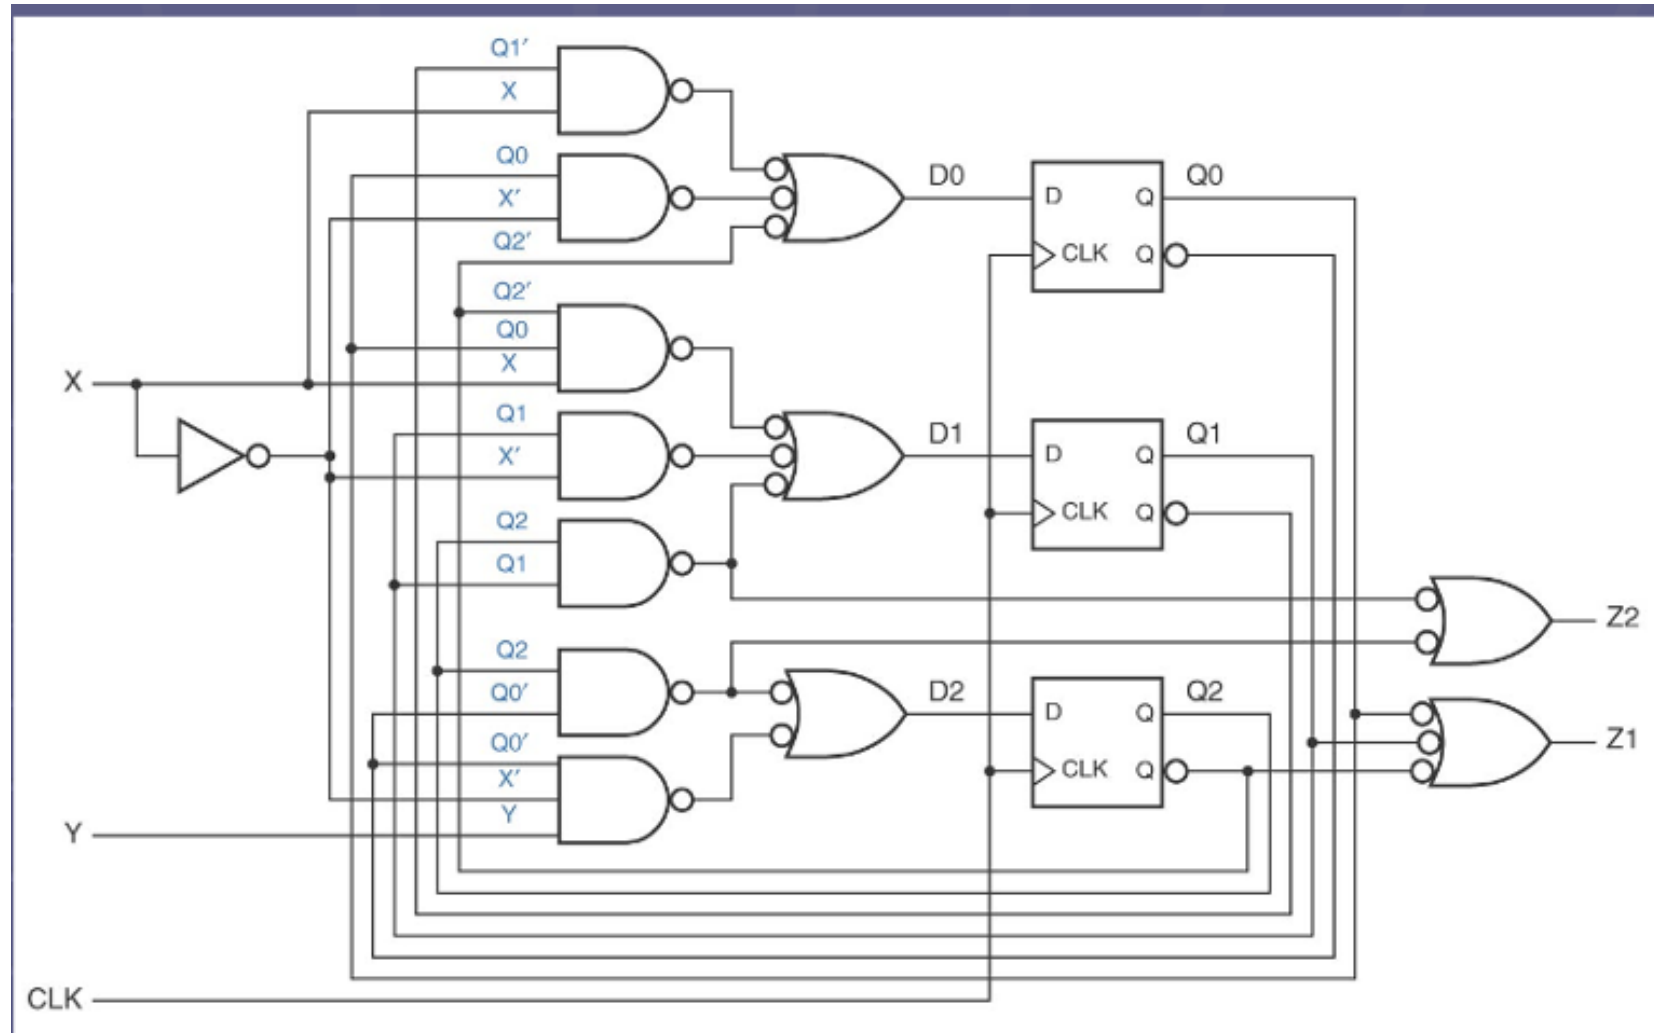 Q1′
X
Q0
X′
Q2′
D0
D
Q
Q0
CLK
Q
Q2′
Q0
X
X
Q1
X′
D1
D
Q
Q1
CLK
Q
Q2
Q1
Z2
Q2
Q0′
D2
D
Q
Q2
Q0′
X′
Y
CLK
Q
Z1
Y
CLK